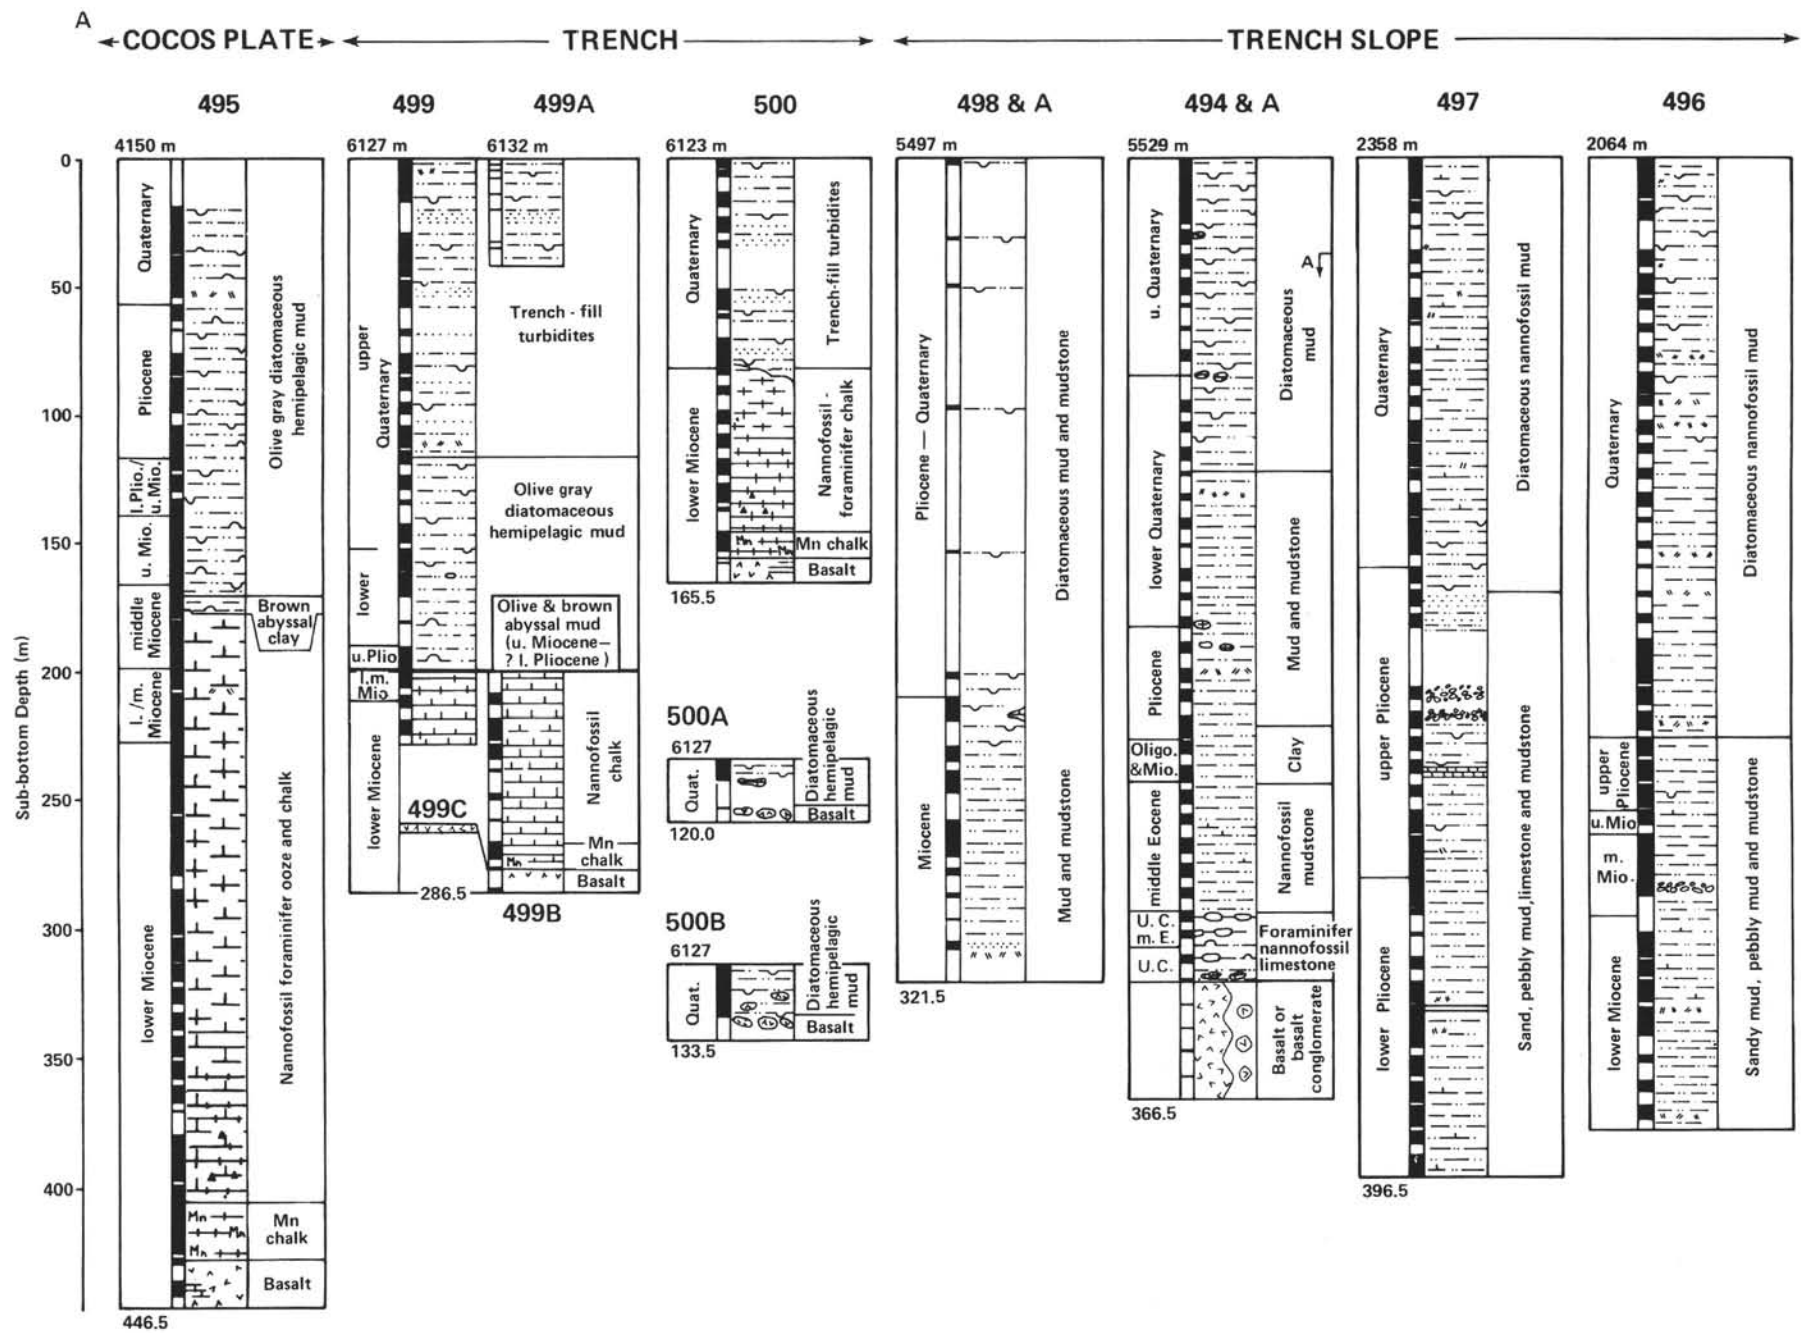 A
COCOS PLATE
TRENCH
TRENCH SLOPE
495
499
499A
500
498 & A
494 & A
497
496
4150 m
6127 m
6132 m
6123 m
5497 m
5529 m
2358 m
2064 m
Sub-bottom Depth (m)
0
50
100
150
200
250
300
350
400
Quaternary
Pliocene
l.Plio./
u.Mio.
u. Mio.
middle
Miocene
l./m.
Miocene
lower Miocene
Olive gray diatomaceous
hemipelagic mud
Brown
abyssal
clay
Nannofossil foraminifer ooze and chalk
Mn
Mn
Mn
Mn
chalk
Basalt
446.5
upper
Quaternary
lower
u.Plio
l.m.
Mio
lower Miocene
Trench - fill
turbidites
Olive gray
diatomaceous
hemipelagic mud
Olive & brown
abyssal mud
(u. Miocene—
? l. Pliocene)
Nannofossil
chalk
499C
Mn
Mn
chalk
Basalt
286.5
499B
Quaternary
lower Miocene
Trench-fill turbidites
Nannofossil -
foraminifer chalk
Mn
Mn
Mn chalk
Basalt
165.5
500A
6127
Quat.
Diatomaceous
hemipelagic
mud
Basalt
120.0
500B
6127
Quat.
Diatomaceous
hemipelagic
mud
Basalt
133.5
Pliocene — Quaternary
Miocene
Diatomaceous mud and mudstone
Mud and mudstone
321.5
u. Quaternary
lower Quaternary
Pliocene
Oligo.
&Mio.
middle Eocene
U.C.
m.E.
U.C.
A
Diatomaceous
mud
Mud and mudstone
Clay
Nannofossil
mudstone
Foraminifer
nannofossil
limestone
Basalt or
basalt
conglomerate
366.5
Quaternary
upper Pliocene
lower Pliocene
Diatomaceous nannofossil mud
Sand, pebbly mud, limestone and mudstone
396.5
Quaternary
upper
Pliocene
u.Mio
m.
Mio.
lower Miocene
Diatomaceous nannofossil mud
Sandy mud, pebbly mud and mudstone